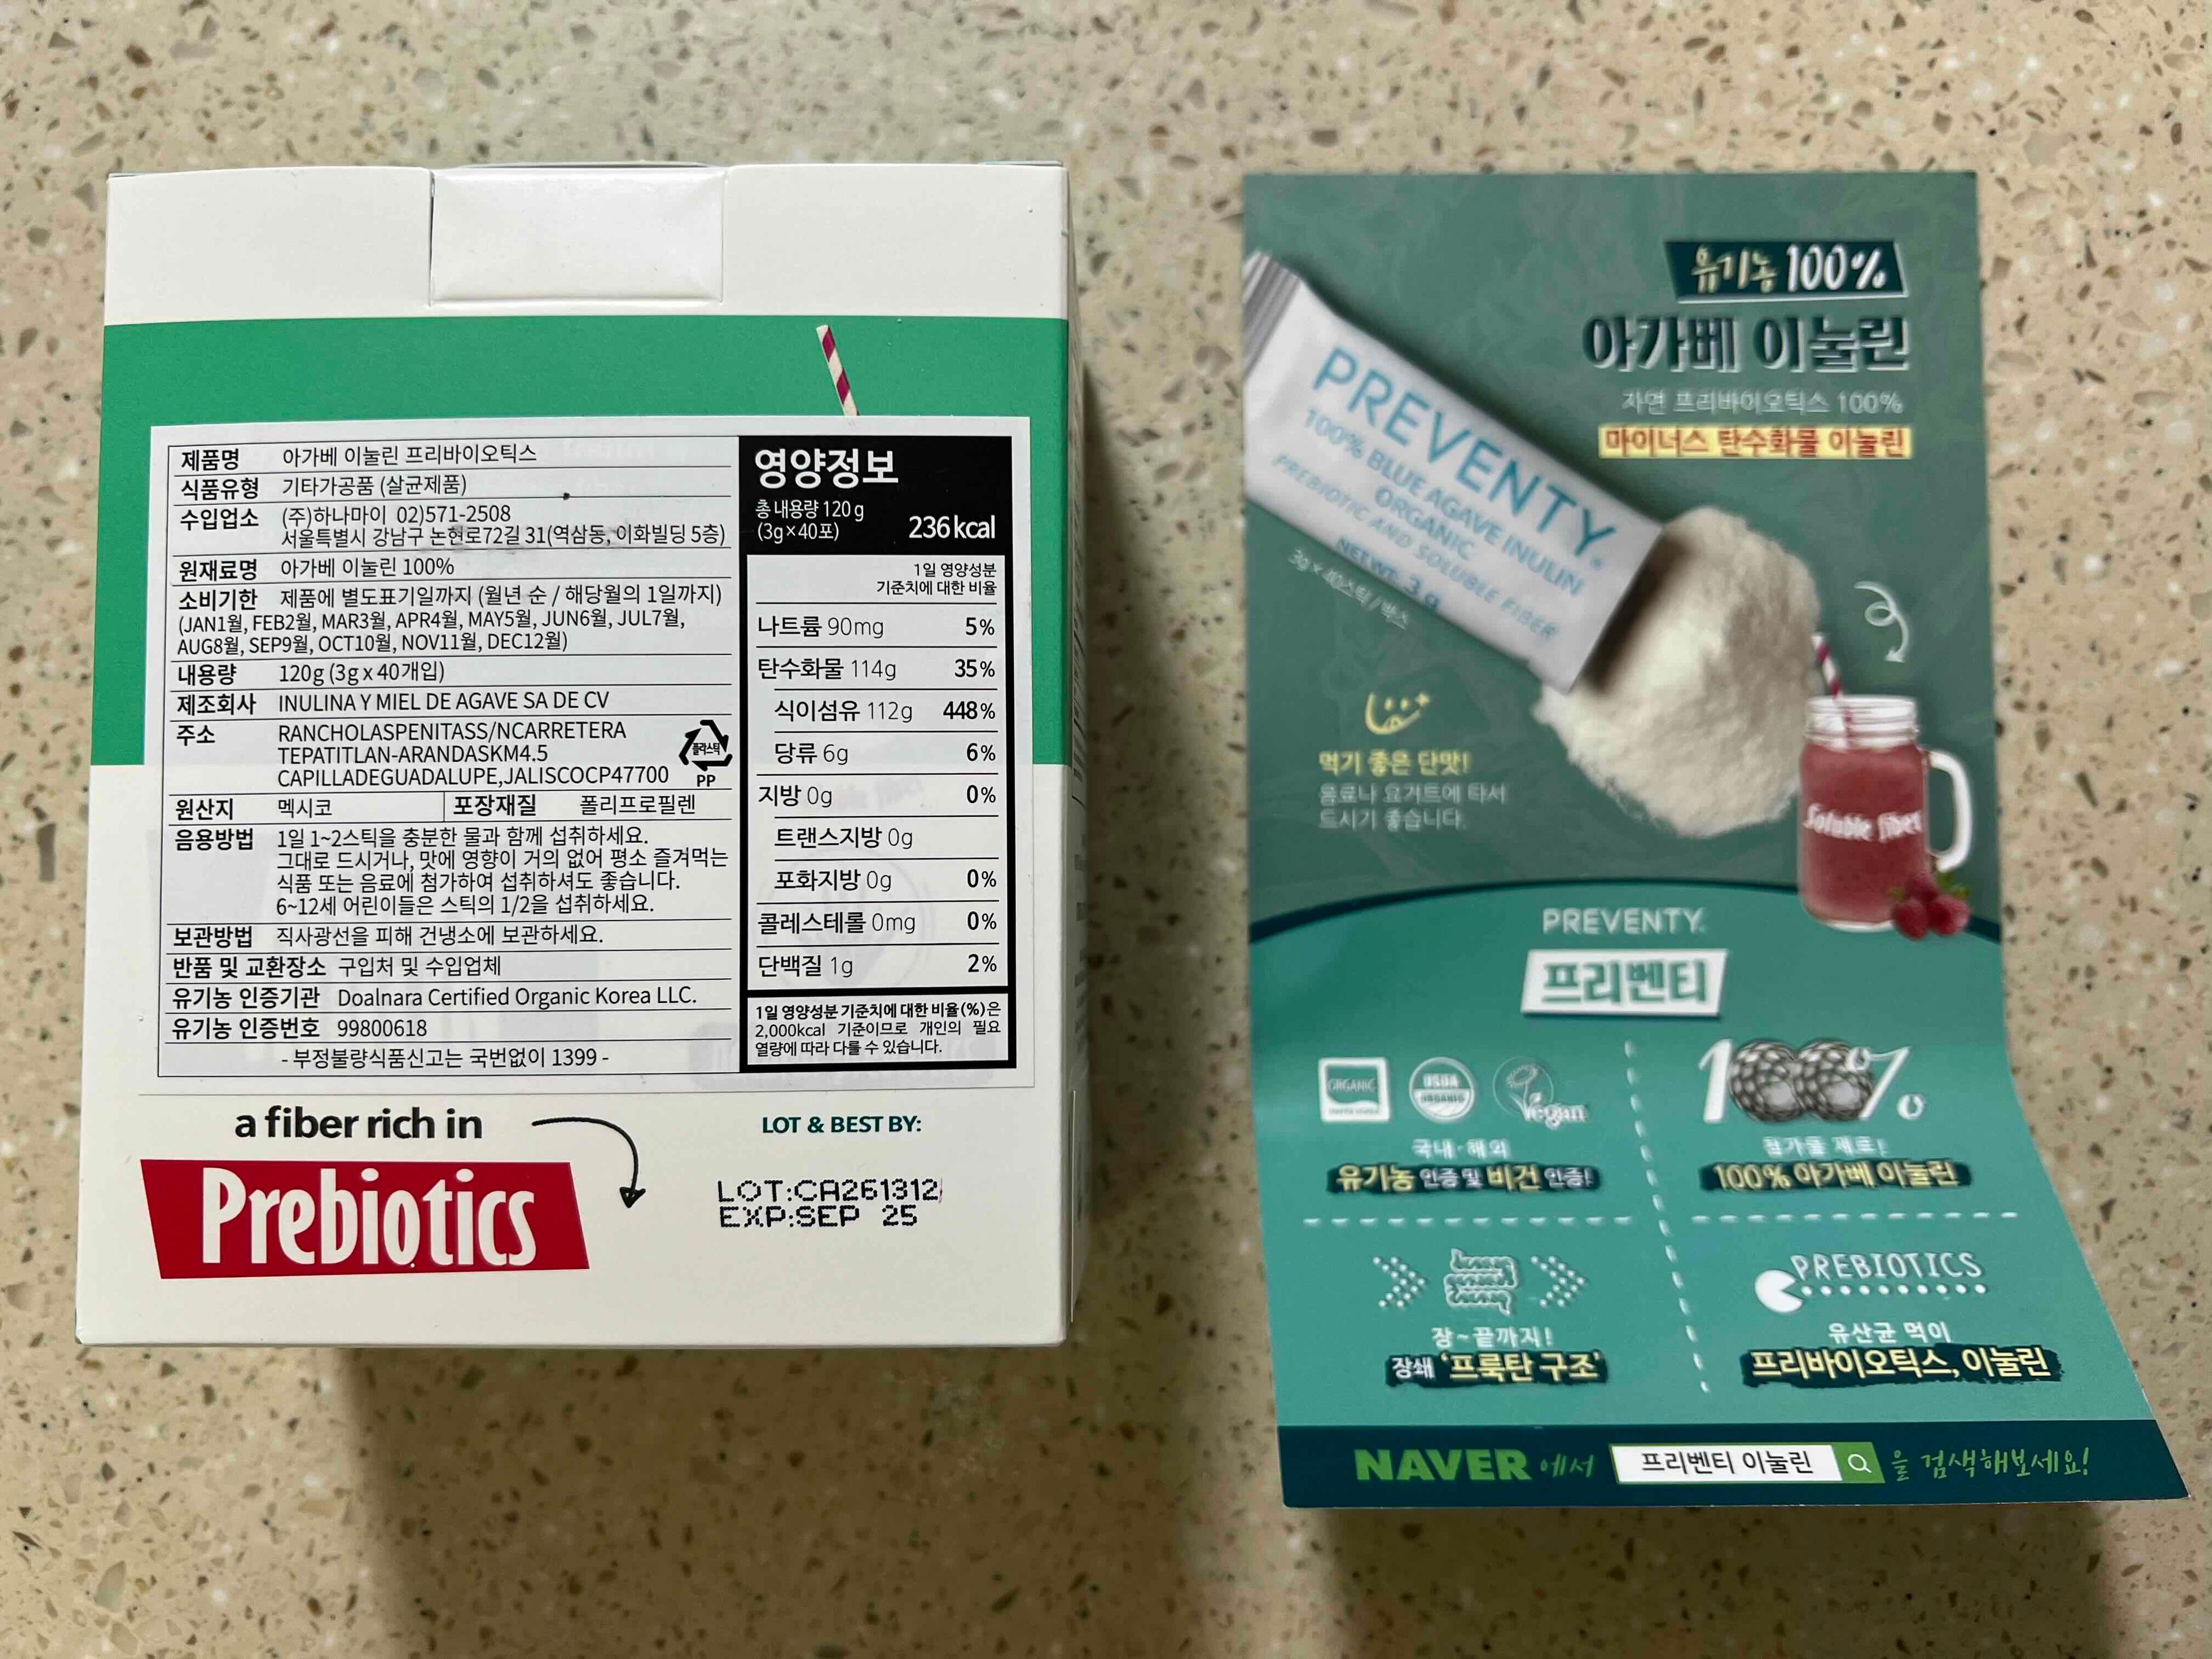 제품명 아가베 이눌린 프리바이오틱스
식품유형 기타가공품 (살균제품)
수입업소 (주)하나마이 02)571-2508
서울특별시 강남구 논현로72길 31(역삼동, 이화빌딩 5층)
원재료명 아가베 이눌린 100%
소비기한 제품에 별도표기일까지 (월년 순 / 해당월의 1일까지)
(JAN1월, FEB2월, MAR3월, APR4월, MAY5월, JUN6월, JUL7월,
AUG8월, SEP9월, OCT10월, NOV11월, DEC12월)
내용량 120g (3g x 40개입)
제조회사 INULINA Y MIEL DE AGAVE SA DE CV
주소 RANCHOLASPENITASS/NCARRETERA
TEPATITLAN-ARANDASKM4.5
CAPILLADEGUADALUPE,JALISCOCP47700
플라스틱
PP
원산지 멕시코 포장재질 폴리프로필렌
음용방법 1일 1~2스틱을 충분한 물과 함께 섭취하세요.
그대로 드시거나, 맛에 영향이 거의 없어 평소 즐겨먹는
식품 또는 음료에 첨가하여 섭취하셔도 좋습니다.
6~12세 어린이들은 스틱의 1/2을 섭취하세요.
보관방법 직사광선을 피해 건냉소에 보관하세요.
반품 및 교환장소 구입처 및 수입업체
유기농 인증기관 Doalnara Certified Organic Korea LLC.
유기농 인증번호 99800618
- 부정불량식품신고는 국번없이 1399 -
영양정보
총 내용량 120 g
(3g×40포) 236 kcal
1일 영양성분
기준치에 대한 비율
나트륨 90mg 5%
탄수화물 114g 35%
식이섬유 112g 448%
당류 6g 6%
지방 0g 0%
트랜스지방 0g
포화지방 0g 0%
콜레스테롤 0mg 0%
단백질 1g 2%
1일 영양성분 기준치에 대한 비율(%)은
2,000kcal 기준이므로 개인의 필요
열량에 따라 다를 수 있습니다.
a fiber rich in
Prebiotics
LOT & BEST BY:
LOT:CA261312
EXP:SEP 25
유기농 100%
아가베 이눌린
자연 프리바이오틱스 100%
마이너스 탄수화물 이눌린
PREVENTY®
100% BLUE AGAVE INULIN
ORGANIC
PREBIOTIC AND SOLUBLE FIBER
NETWT. 3 g
3g x 40스틱 / 박스
먹기 좋은 단맛!
음료나 요거트에 타서
드시기 좋습니다.
Soluble fiber
PREVENTY.
프리벤티
ORGANIC
USDA
ORGANIC
Vegan
국내·해외
유기농 인증 및 비건 인증!
100%
첨가물 제로!
100% 아가베 이눌린
장~끝까지!
장쇄 '프룩탄 구조'
PREBIOTICS
유산균 먹이
프리바이오틱스, 이눌린
NAVER 에서 프리벤티 이눌린 을 검색해보세요!